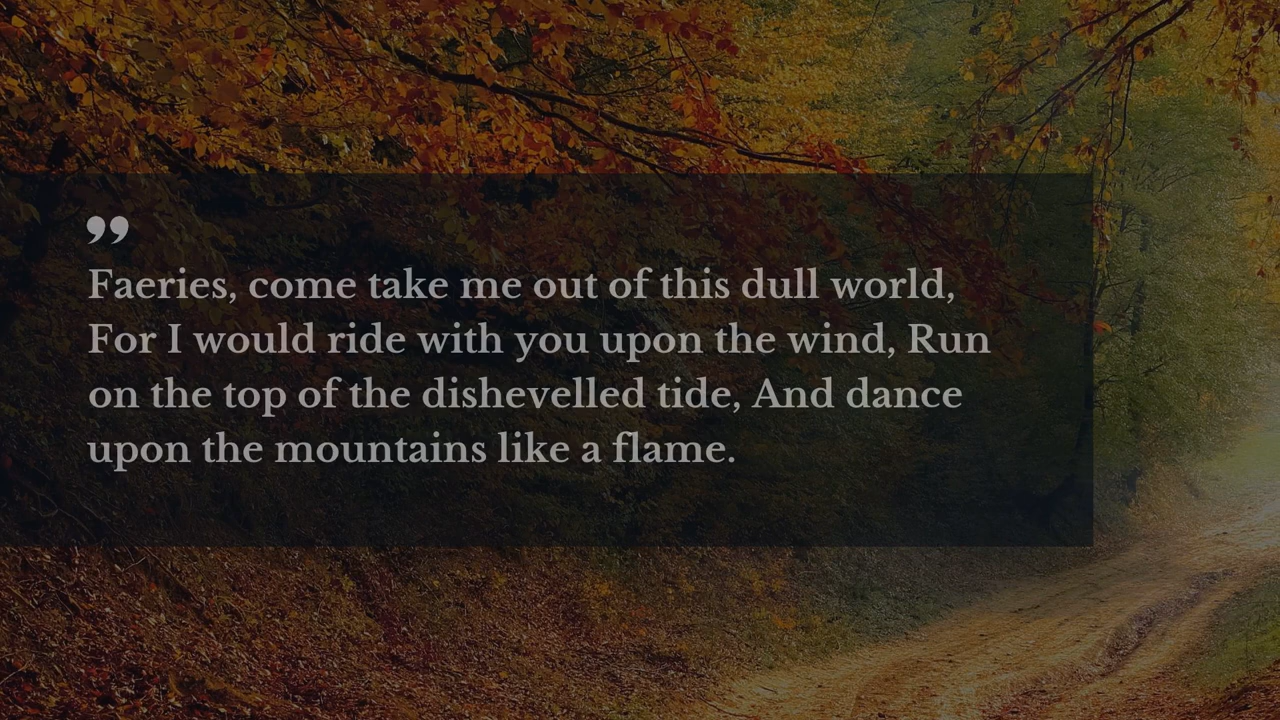 ”
Faeries, come take me out of this dull world,
For I would ride with you upon the wind, Run
on the top of the dishevelled tide, And dance
upon the mountains like a flame.